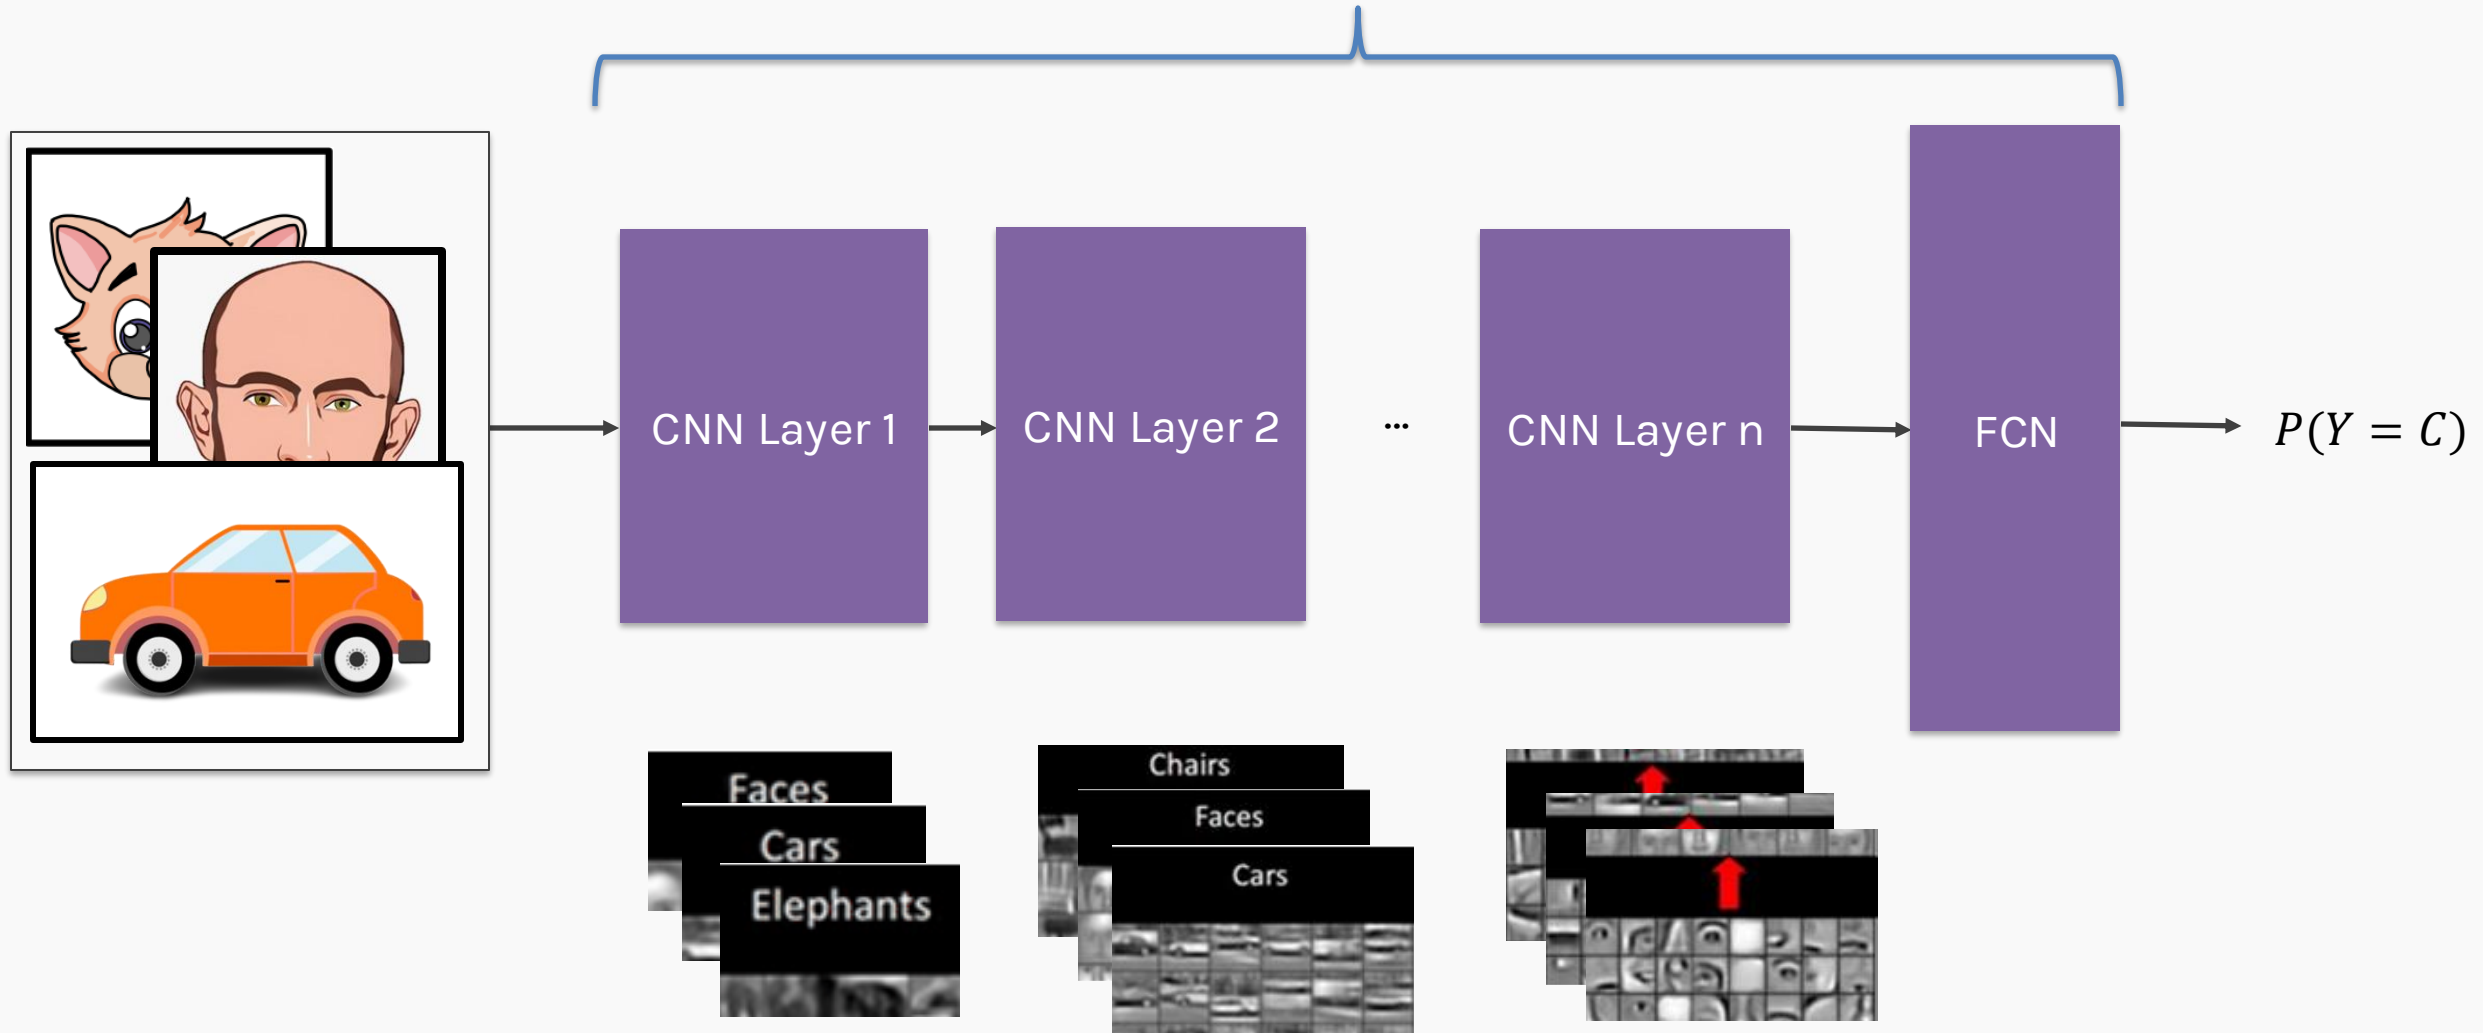 CNN Layer 1
CNN Layer 2
...
CNN Layer n
FCN
P(Y = C)
Faces
Cars
Elephants
Chairs
Faces
Cars